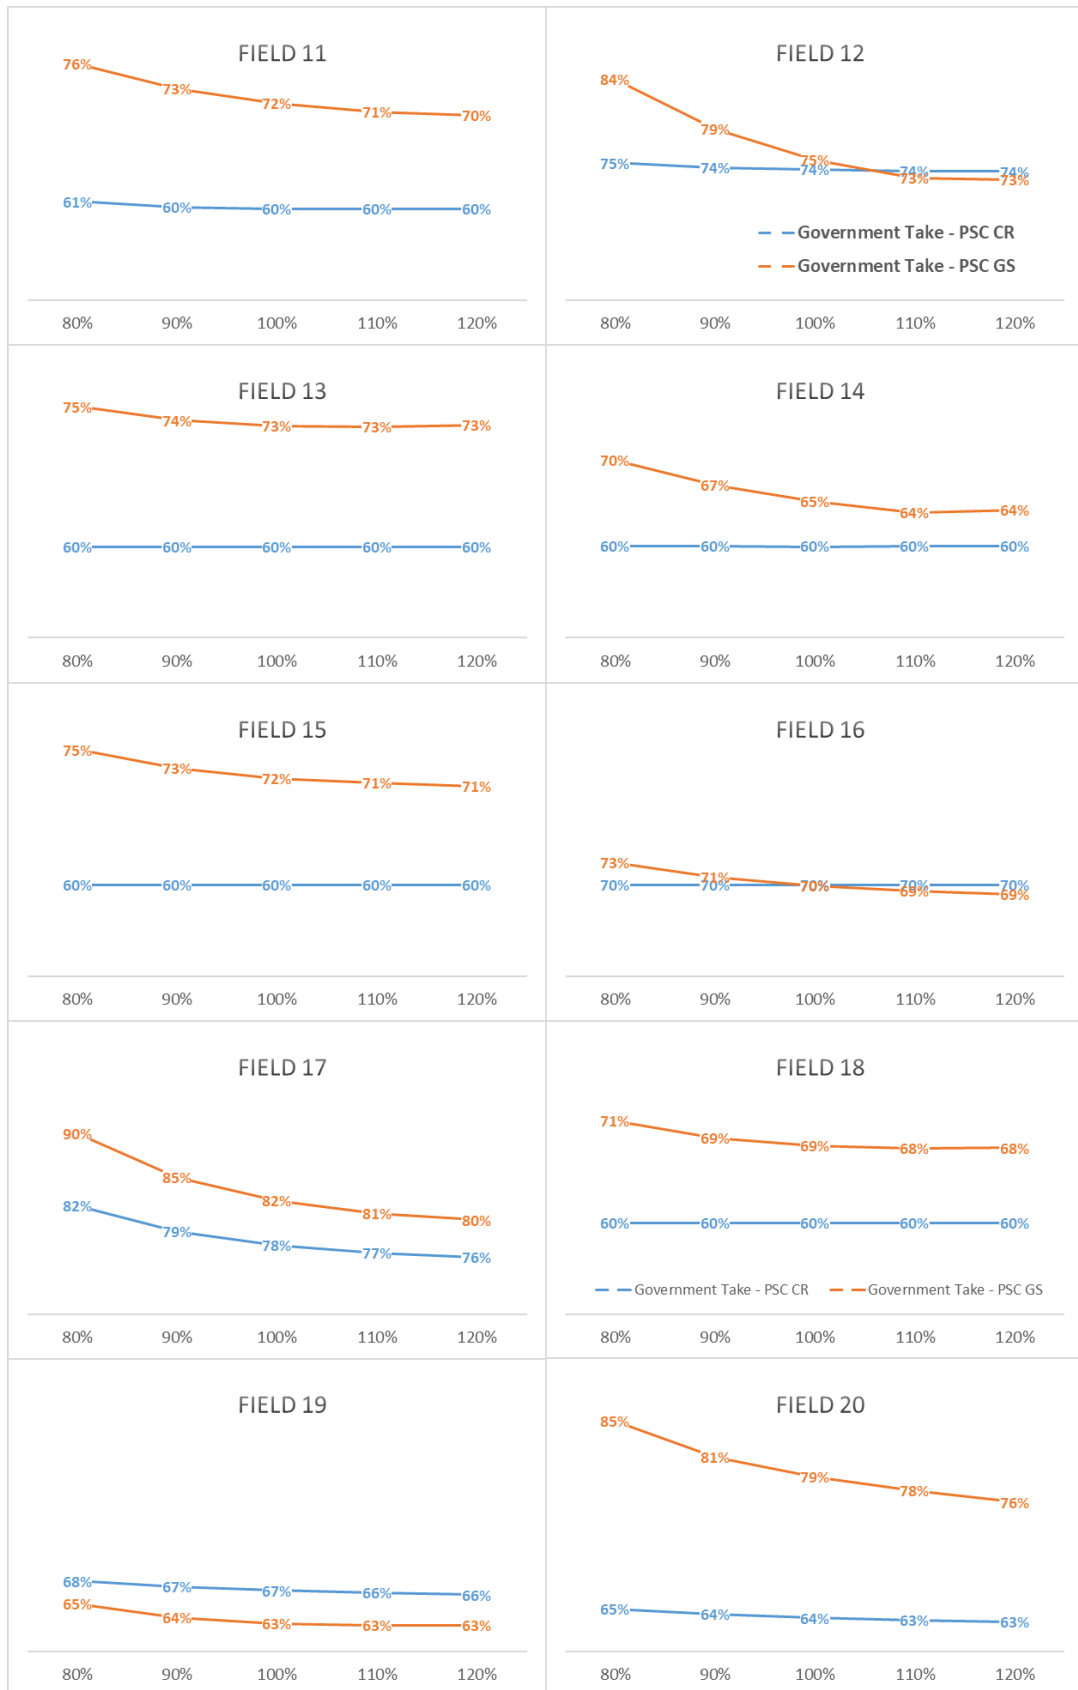 FIELD 11
76%
73%
72%
71%
70%
61%
60%
60%
60%
60%
80% 90% 100% 110% 120%
FIELD 12
84%
79%
75%
73%
73%
75%
74%
74%
74%
74%
Government Take - PSC CR
Government Take - PSC GS
80% 90% 100% 110% 120%
FIELD 13
75%
74%
73%
73%
73%
60% 60% 60% 60% 60%
80% 90% 100% 110% 120%
FIELD 14
70%
67%
65%
64%
64%
60% 60% 60% 60% 60%
80% 90% 100% 110% 120%
FIELD 15
75%
73%
72%
71%
71%
60% 60% 60% 60% 60%
80% 90% 100% 110% 120%
FIELD 16
73%
71%
70%
69%
69%
70% 70% 70% 70% 70%
80% 90% 100% 110% 120%
FIELD 17
90%
85%
82%
81%
80%
82%
79%
78%
77%
76%
80% 90% 100% 110% 120%
FIELD 18
71%
69%
69%
68%
68%
60% 60% 60% 60% 60%
Government Take - PSC CR Government Take - PSC GS
80% 90% 100% 110% 120%
FIELD 19
68%
67%
67%
66%
66%
65%
64%
63%
63%
63%
80% 90% 100% 110% 120%
FIELD 20
85%
81%
79%
78%
76%
65%
64%
64%
63%
63%
80% 90% 100% 110% 120%